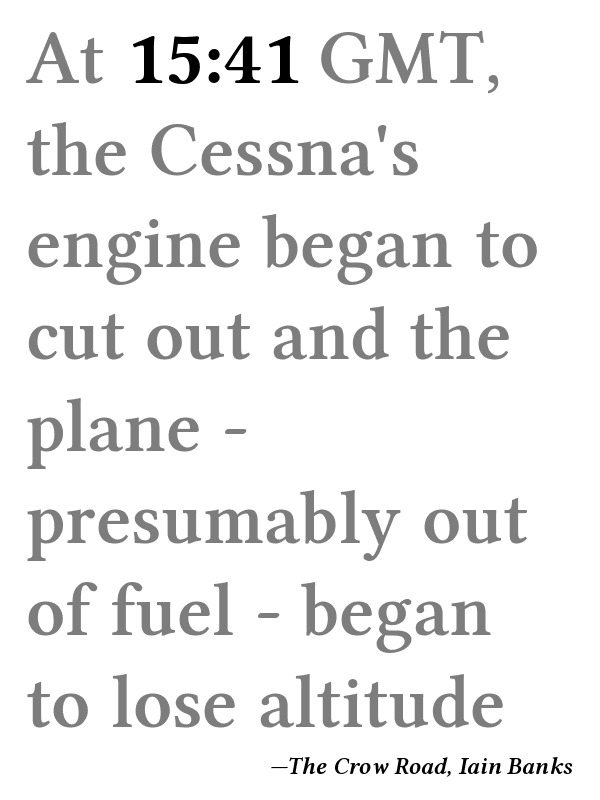 At 15:41 GMT,
the Cessna's
engine began to
cut out and the
plane -
presumably out
of fuel - began
to lose altitude
—The Crow Road, Iain Banks